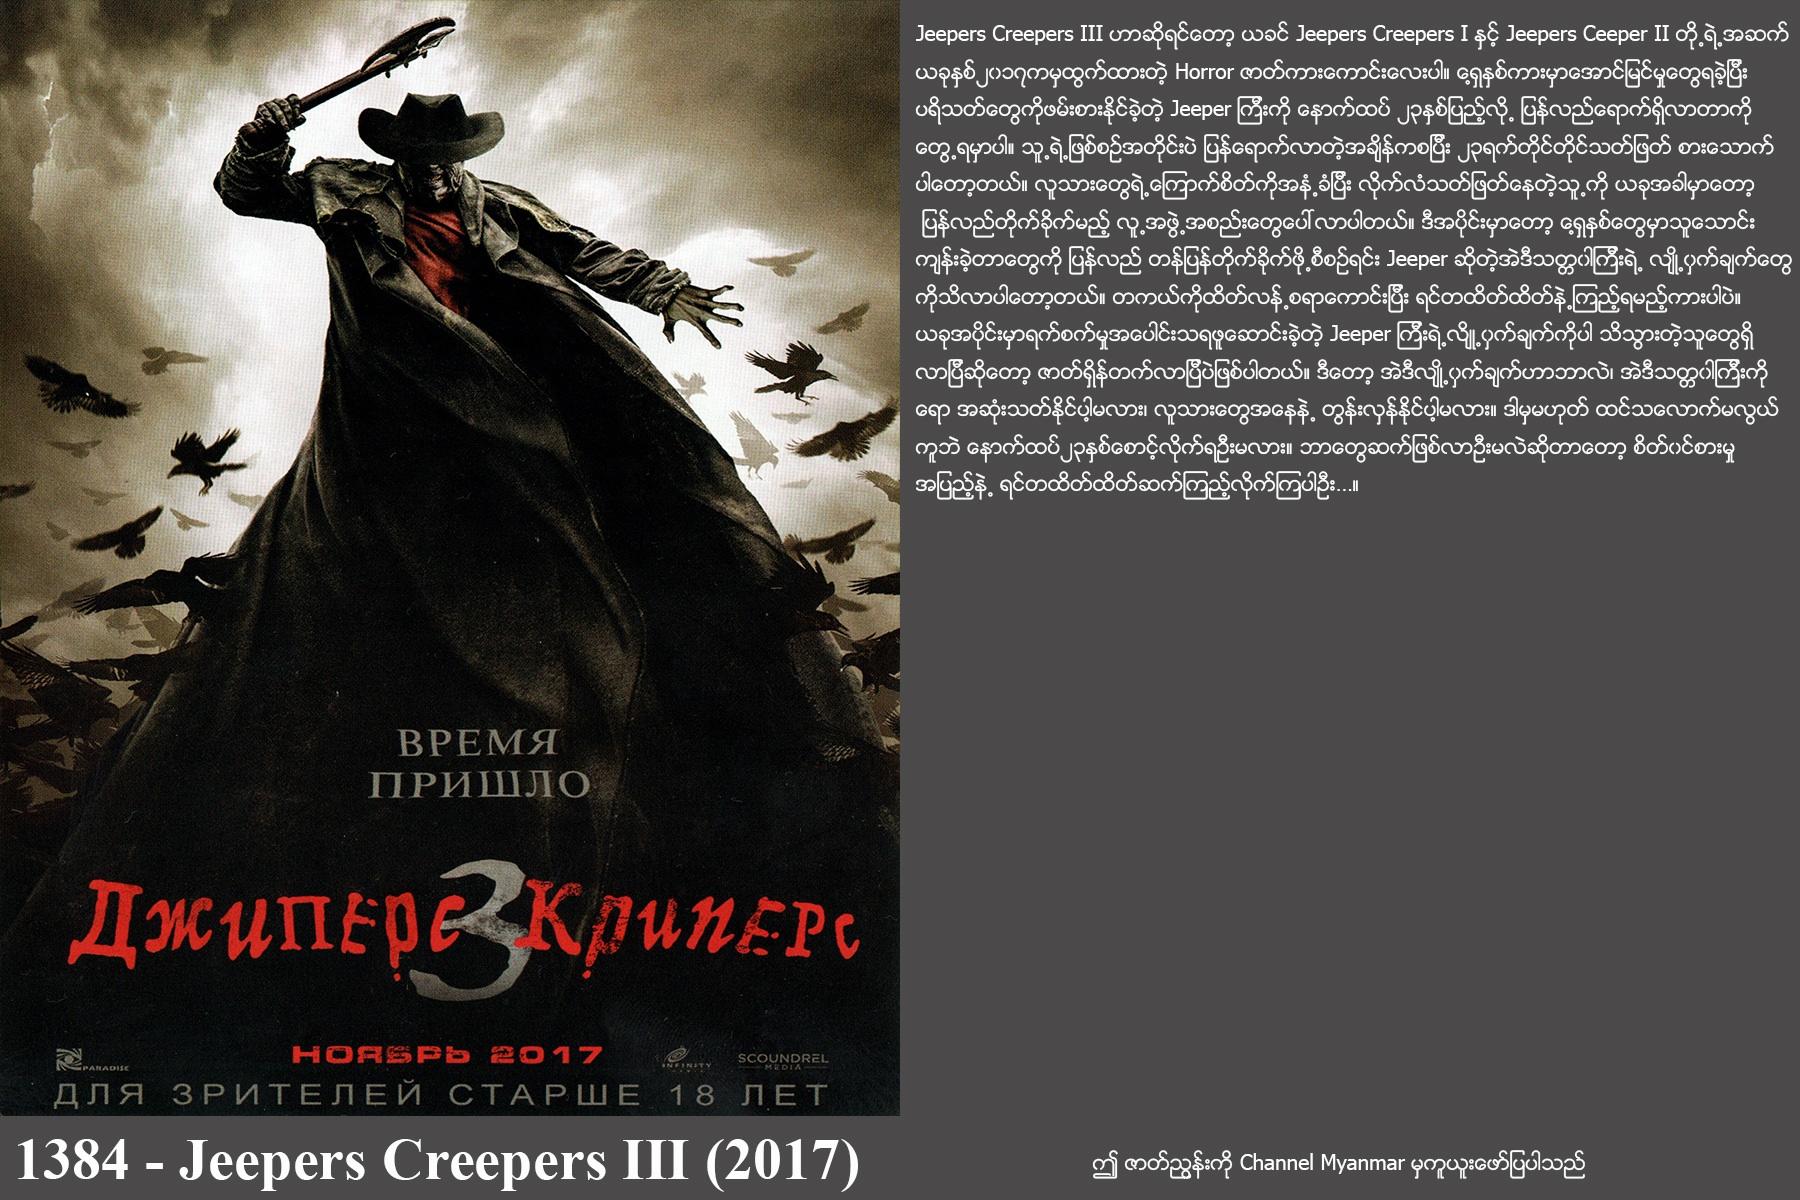 Jeepers Creepers III ဟာဆိုရင်တော့ ယခင် Jeepers Creepers I နှင့် Jeepers Ceeper II တို့ရဲ့အဆက်
ယခုနှစ်၂၀၁၇ကမှထွက်ထားတဲ့ Horror ဇာတ်ကားကောင်းလေးပါ။ ရှေ့နှစ်ကားမှာအောင်မြင်မှုတွေရခဲ့ပြီး
ပရိသတ်တွေကိုဖမ်းစားနိုင်ခဲ့တဲ့ Jeeper ကြီးကို နောက်ထပ် ၂၃နှစ်ပြည့်လို့ ပြန်လည်ရောက်ရှိလာတာကို
တွေ့ရမှာပါ။ သူ့ရဲ့ဖြစ်စဉ်အတိုင်းပဲ ပြန်ရောက်လာတဲ့အချိန်ကစပြီး ၂၃ရက်တိုင်တိုင်သတ်ဖြတ် စားသောက်
ပါတော့တယ်။ လူသားတွေရဲ့ကြောက်စိတ်ကိုအနံ့ခံပြီး လိုက်လံသတ်ဖြတ်နေတဲ့သူ့ကို ယခုအခါမှာတော့
ပြန်လည်တိုက်ခိုက်မည့် လူ့အဖွဲ့အစည်းတွေပေါ်လာပါတယ်။ ဒီအပိုင်းမှာတော့ ရှေ့နှစ်တွေမှာသူသောင်း
ကျန်းခဲ့တာတွေကို ပြန်လည် တန်ပြန်တိုက်ခိုက်ဖို့စီစဉ်ရင်း Jeeper ဆိုတဲ့အဲဒီသတ္တဝါကြီးရဲ့ လျို့ဝှက်ချက်တွေ
ကိုသိလာပါတော့တယ်။ တကယ်ကိုထိတ်လန့်စရာကောင်းပြီး ရင်တထိတ်ထိတ်နဲ့ကြည့်ရမည့်ကားပါပဲ။
ယခုအပိုင်းမှာရက်စက်မှုအပေါင်းသရဖူဆောင်းခဲ့တဲ့ Jeeper ကြီးရဲ့လျို့ဝှက်ချက်ကိုပါ သိသွားတဲ့သူတွေရှိ
လာပြီဆိုတော့ ဇာတ်ရှိန်တက်လာပြီပဲဖြစ်ပါတယ်။ ဒီတော့ အဲဒီလျို့ဝှက်ချက်ဟာဘာလဲ၊ အဲဒီသတ္တဝါကြီးကို
ရော အဆုံးသတ်နိုင်ပါ့မလား၊ လူသားတွေအနေနဲ့ တွန်းလှန်နိုင်ပါ့မလား။ ဒါမှမဟုတ် ထင်သလောက်မလွယ်
ကူဘဲ နောက်ထပ်၂၃နှစ်စောင့်လိုက်ရဦးမလား။ ဘာတွေဆက်ဖြစ်လာဦးမလဲဆိုတာတော့ စိတ်ဝင်စားမှု
အပြည့်နဲ့ ရင်တထိတ်ထိတ်ဆက်ကြည့်လိုက်ကြပါဦး...။
ВРЕМЯ
ПРИШЛО
Джиперс 3 Криперс
НОЯБРЬ 2017
PARADISE
INFINITY
SCOUNDREL
MEDIA
ДЛЯ ЗРИТЕЛЕЙ СТАРШЕ 18 ЛЕТ
1384 - Jeepers Creepers III (2017)
ဤ ဇာတ်ညွှန်းကို Channel Myanmar မှကူယူးဖော်ပြပါသည်